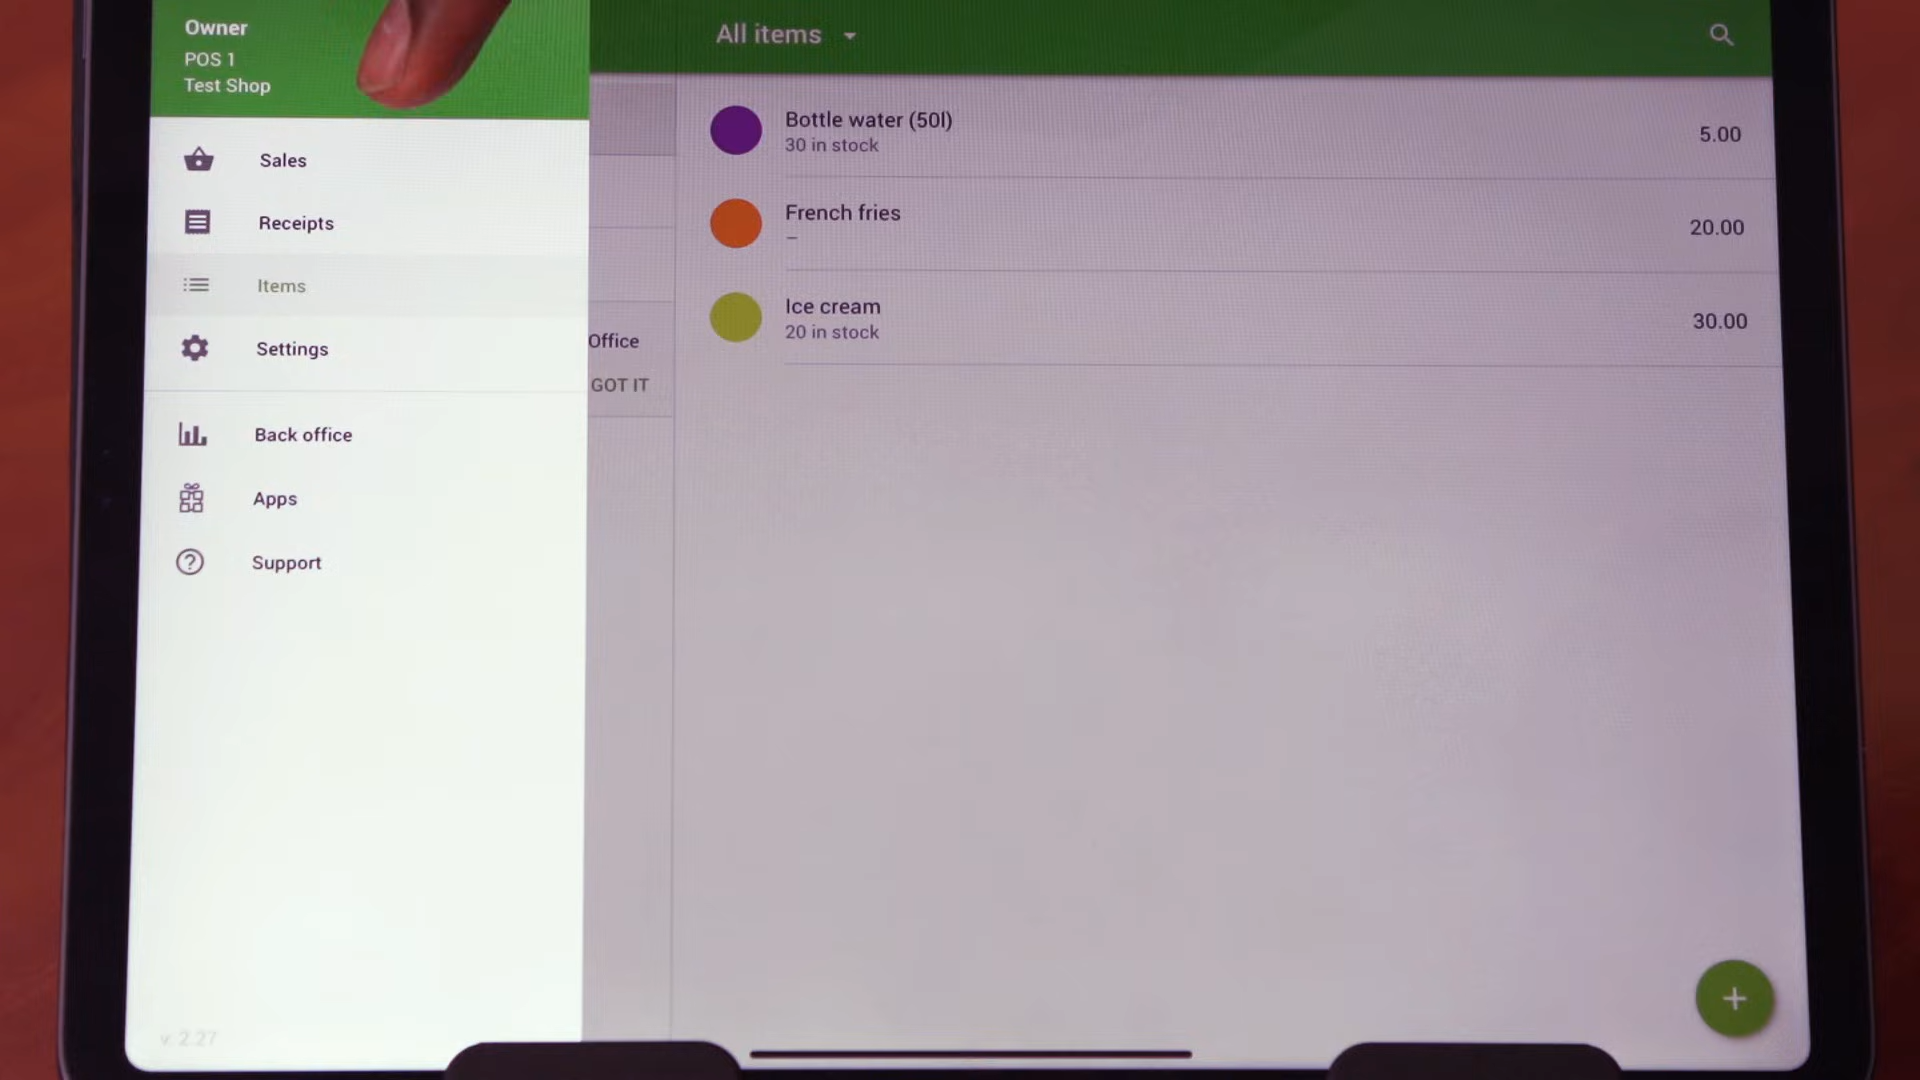 Owner
POS 1
Test Shop
Sales
Receipts
Items
Settings
Back office
Apps
Support
v. 2.27
Office
GOT IT
All items
Bottle water (50l)
30 in stock
5.00
French fries
–
20.00
Ice cream
20 in stock
30.00